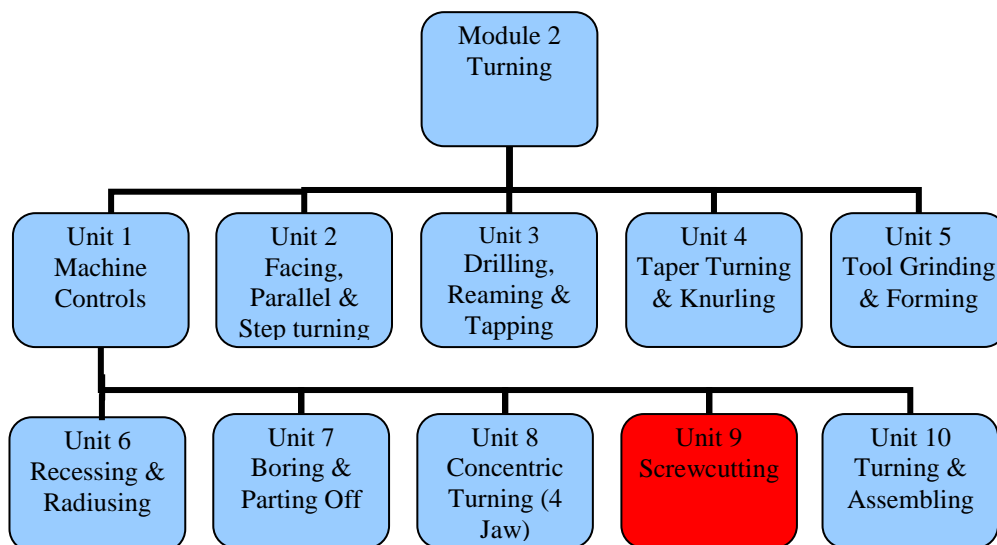 Module 2
Turning
Unit 1
Machine
Controls
Unit 2
Facing,
Parallel &
Step turning
Unit 3
Drilling,
Reaming &
Tapping
Unit 4
Taper Turning
& Knurling
Unit 5
Tool Grinding
& Forming
Unit 6
Recessing &
Radiusing
Unit 7
Boring &
Parting Off
Unit 8
Concentric
Turning (4
Jaw)
Unit 9
Screwcutting
Unit 10
Turning &
Assembling